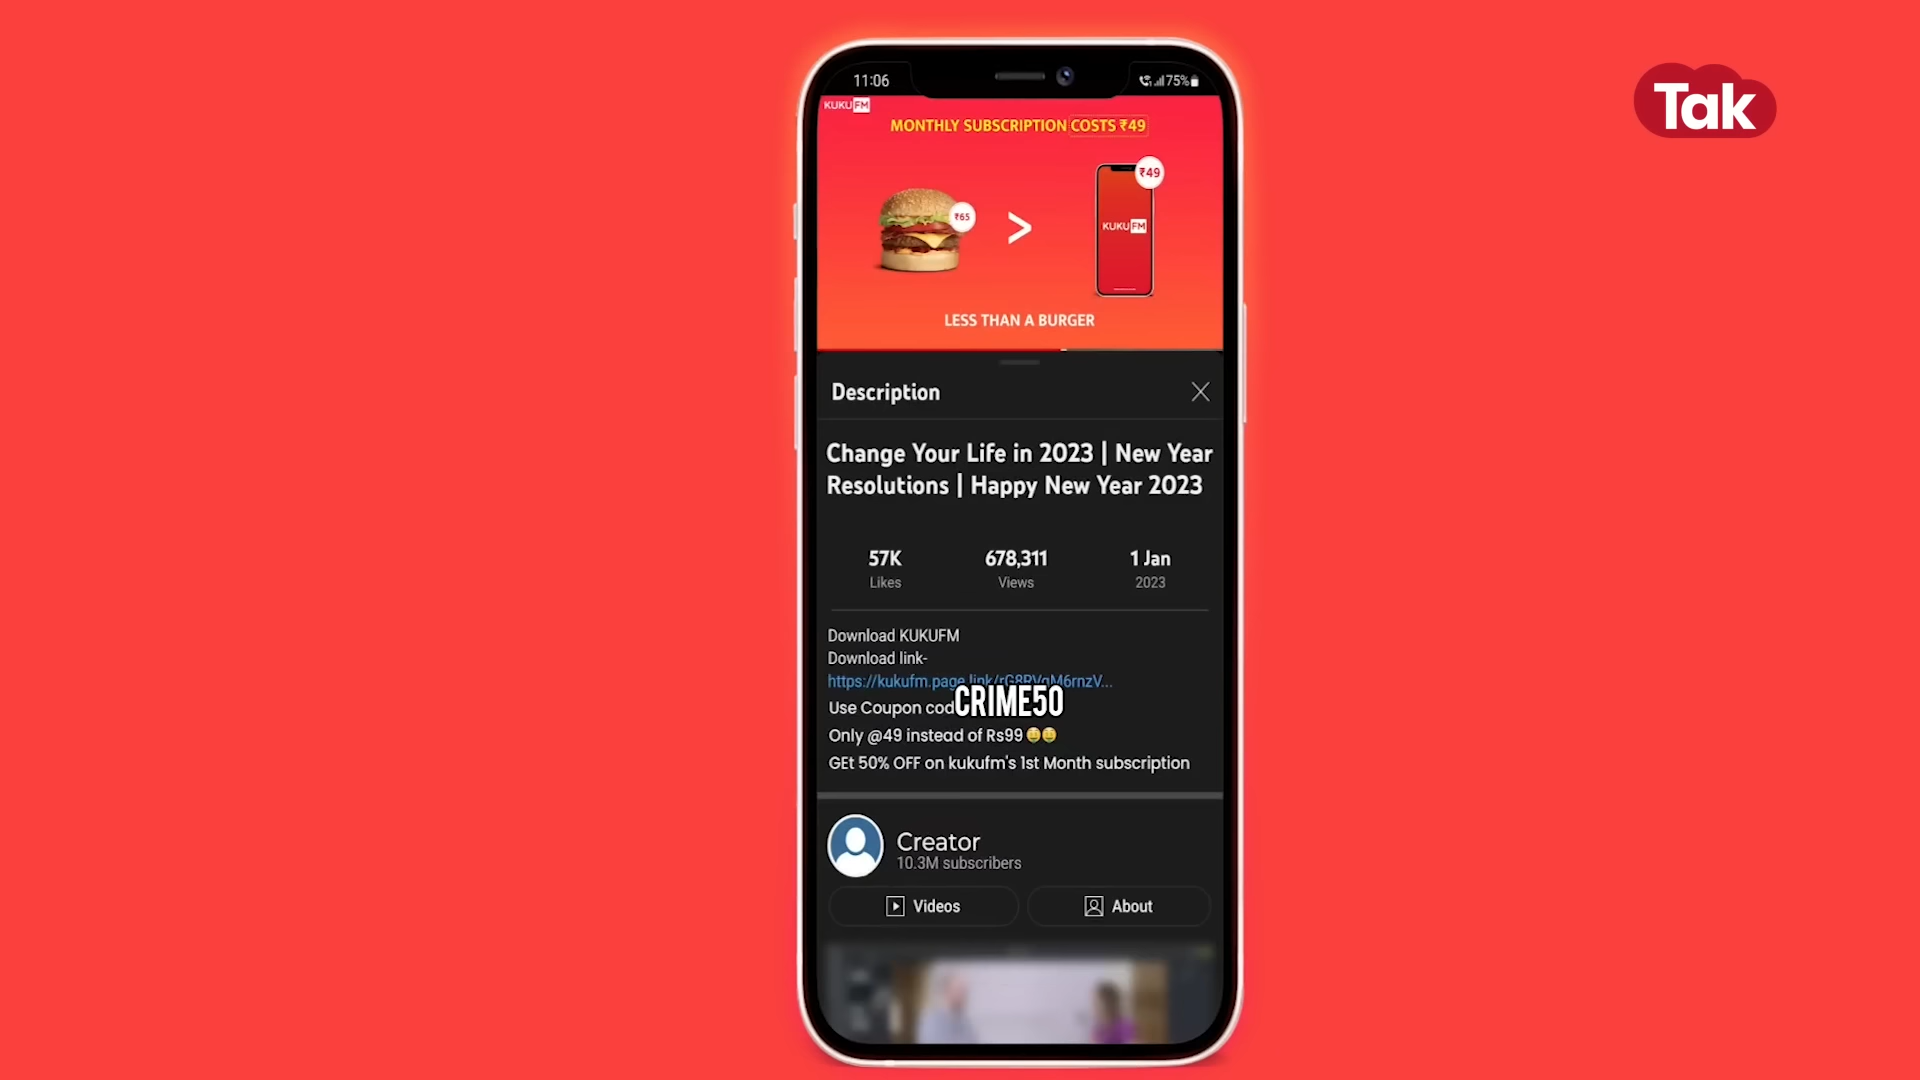 Tak
11:06
75%
KUKU FM
MONTHLY SUBSCRIPTION COSTS ₹49
₹49
₹65
>
KUKU FM
LESS THAN A BURGER
Description
Change Your Life in 2023 | New Year
Resolutions | Happy New Year 2023
57K
678,311
1 Jan
Likes
Views
2023
Download KUKUFM
Download link-
https://kukufm.page.link/rG8RVqM6rnzV...
Use Coupon cod CRIME50
Only @49 instead of Rs99🤑🤑
GEt 50% OFF on kukufm's 1st Month subscription
Creator
10.3M subscribers
Videos
About